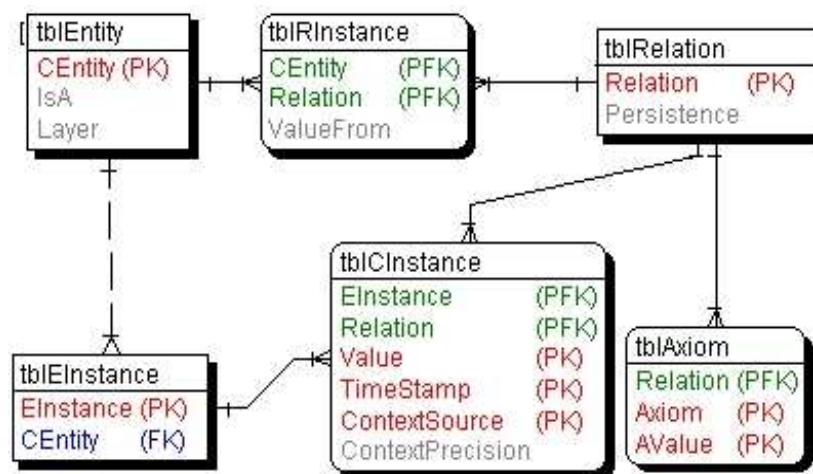 tblEntity
CEntity (PK)
IsA
Layer
tblRInstance
CEntity (PFK)
Relation (PFK)
ValueFrom
tblRelation
Relation (PK)
Persistence
tblCInstance
EInstance (PFK)
Relation (PFK)
Value (PK)
TimeStamp (PK)
ContextSource (PK)
ContextPrecision
tblEInstance
EInstance (PK)
CEntity (FK)
tblAxiom
Relation (PFK)
Axiom (PK)
AValue (PK)